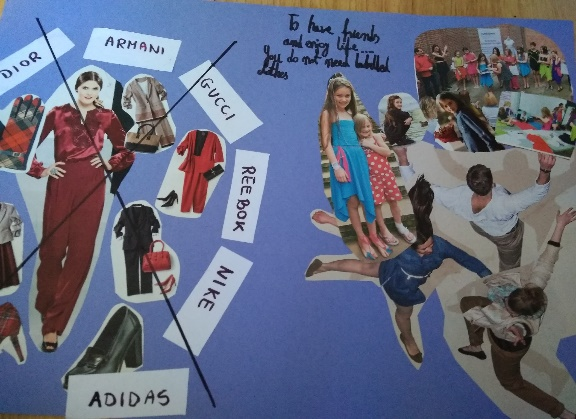 DIOR
ARMANI
GUCCI
REEBOK
NIKE
ADIDAS
To have friends
and enjoy life ....
You do not need labelled
clothes